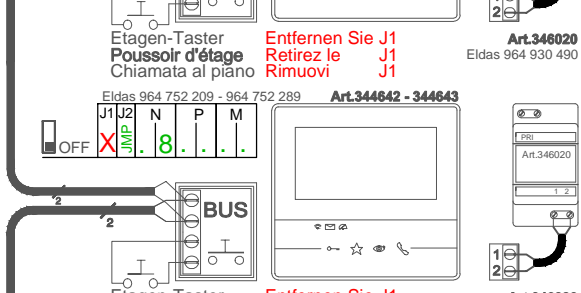 1
2
Etagen-Taster Entfernen Sie J1
Poussoir d'étage Retirez le J1
Chiamata al piano Rimuovi J1
Art.346020
Eldas 964 930 490
Eldas 964 752 209 - 964 752 289 Art.344642 - 344643
J1 J2 N P M
OFF X JMP . 8 . . . .
PRI
Art.346020
1 2
2
2
BUS
1
2
Etagen-Taster Entfernen Sie J1